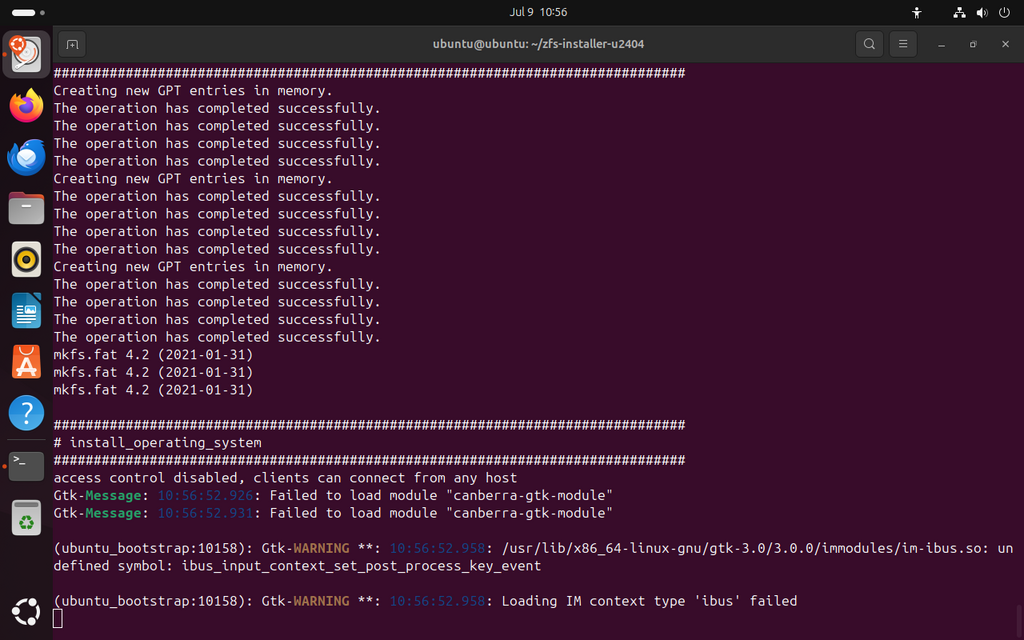 Jul 9 10:56
ubuntu@ubuntu: ~/zfs-installer-u2404
###############################################################################
Creating new GPT entries in memory.
The operation has completed successfully.
The operation has completed successfully.
The operation has completed successfully.
The operation has completed successfully.
Creating new GPT entries in memory.
The operation has completed successfully.
The operation has completed successfully.
The operation has completed successfully.
The operation has completed successfully.
Creating new GPT entries in memory.
The operation has completed successfully.
The operation has completed successfully.
The operation has completed successfully.
The operation has completed successfully.
mkfs.fat 4.2 (2021-01-31)
mkfs.fat 4.2 (2021-01-31)
mkfs.fat 4.2 (2021-01-31)
###############################################################################
# install_operating_system
###############################################################################
access control disabled, clients can connect from any host
Gtk-Message: 10:56:52.926: Failed to load module "canberra-gtk-module"
Gtk-Message: 10:56:52.931: Failed to load module "canberra-gtk-module"
(ubuntu_bootstrap:10158): Gtk-WARNING **: 10:56:52.958: /usr/lib/x86_64-linux-gnu/gtk-3.0/3.0.0/immodules/im-ibus.so: un
defined symbol: ibus_input_context_set_post_process_key_event
(ubuntu_bootstrap:10158): Gtk-WARNING **: 10:56:52.958: Loading IM context type 'ibus' failed